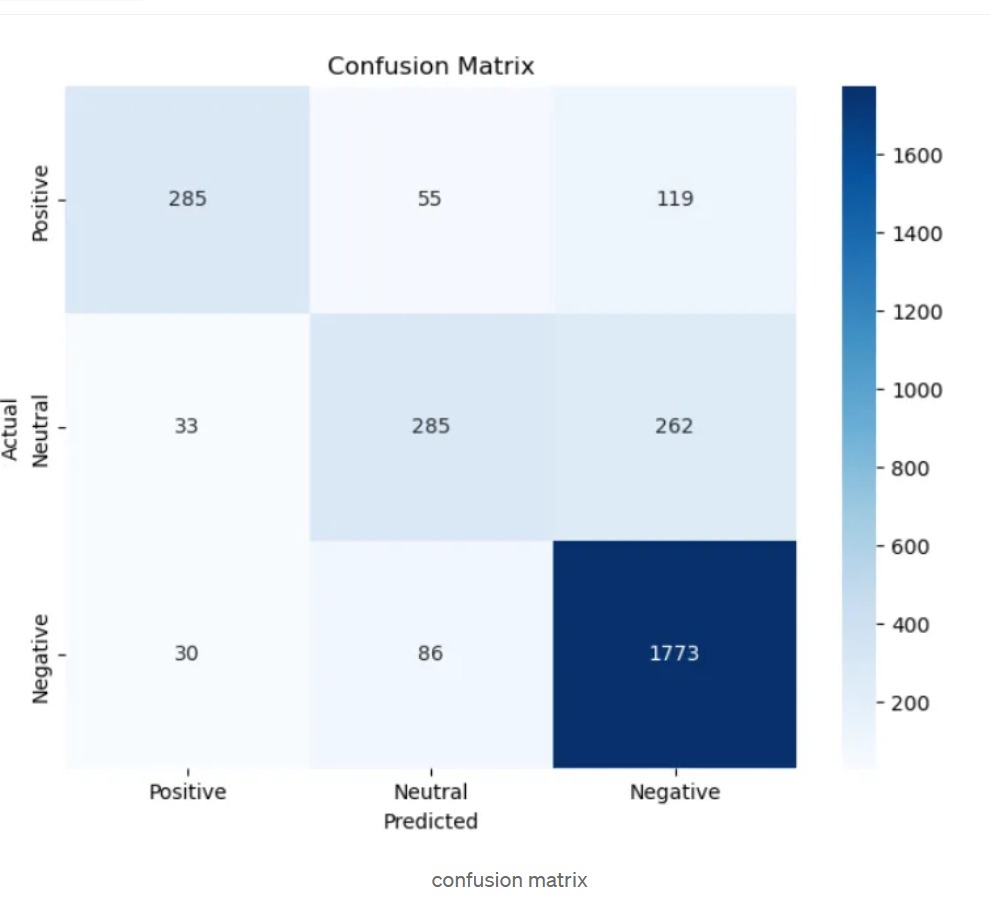 Confusion Matrix
Positive
285
55
119
1600
1400
1200
1000
800
600
400
200
Actual
Neutral
33
285
262
Negative
30
86
1773
Positive
Neutral
Negative
Predicted
confusion matrix